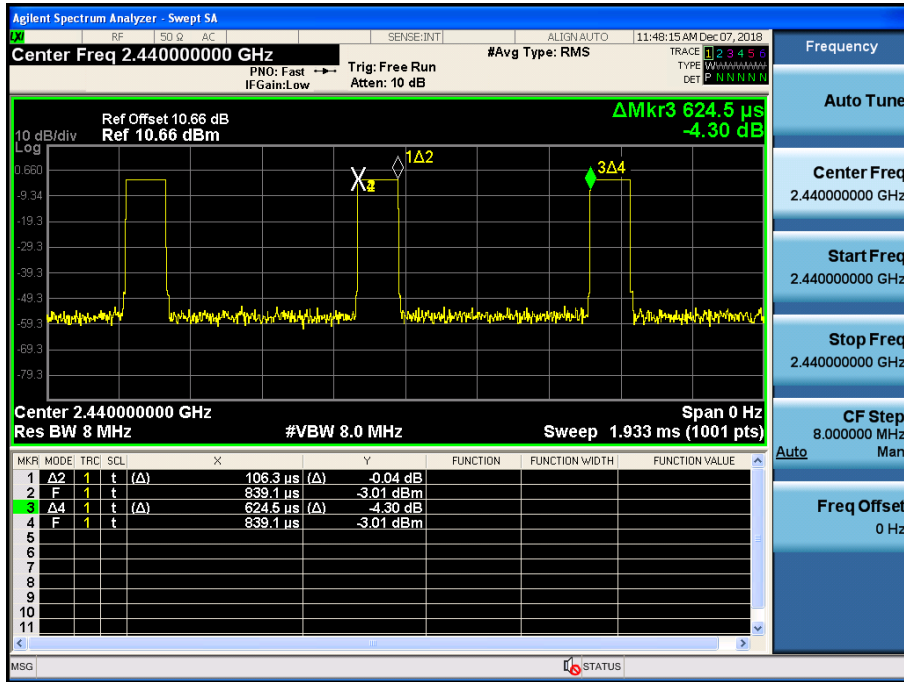 Agilent Spectrum Analyzer - Swept SA
LXI RF 50 Ω AC SENSE:INT ALIGN AUTO 11:48:15 AM Dec 07, 2018
Center Freq 2.440000000 GHz
PNO: Fast
IFGain:Low
Trig: Free Run
Atten: 10 dB
#Avg Type: RMS
TRACE 1 2 3 4 5 6
TYPE WWWWWW
DET P N N N N N
ΔMkr3 624.5 µs
-4.30 dB
Ref Offset 10.66 dB
10 dB/div Ref 10.66 dBm
Log
0.660
-9.34
-19.3
-29.3
-39.3
-49.3
-59.3
-69.3
-79.3
1Δ2
3Δ4
Center 2.440000000 GHz Span 0 Hz
Res BW 8 MHz #VBW 8.0 MHz Sweep 1.933 ms (1001 pts)
MKR MODE TRC SCL X Y FUNCTION FUNCTION WIDTH FUNCTION VALUE
1 Δ2 1 t (Δ) 106.3 µs (Δ) -0.04 dB
2 F 1 t 839.1 µs -3.01 dBm
3 Δ4 1 t (Δ) 624.5 µs (Δ) -4.30 dB
4 F 1 t 839.1 µs -3.01 dBm
5
6
7
8
9
10
11
MSG STATUS
Frequency
Auto Tune
Center Freq
2.440000000 GHz
Start Freq
2.440000000 GHz
Stop Freq
2.440000000 GHz
CF Step
8.000000 MHz
Auto Man
Freq Offset
0 Hz